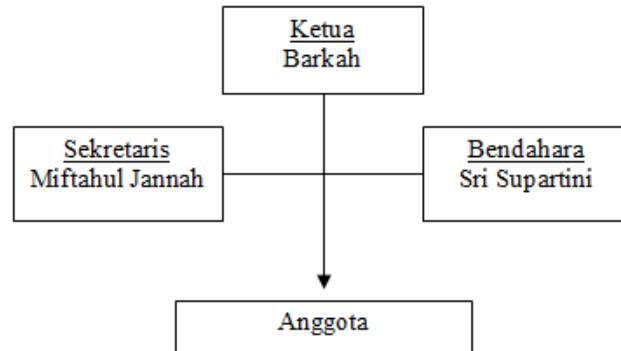 Ketua
Barkah
Sekretaris
Miftahul Jannah
Bendahara
Sri Supartini
Anggota